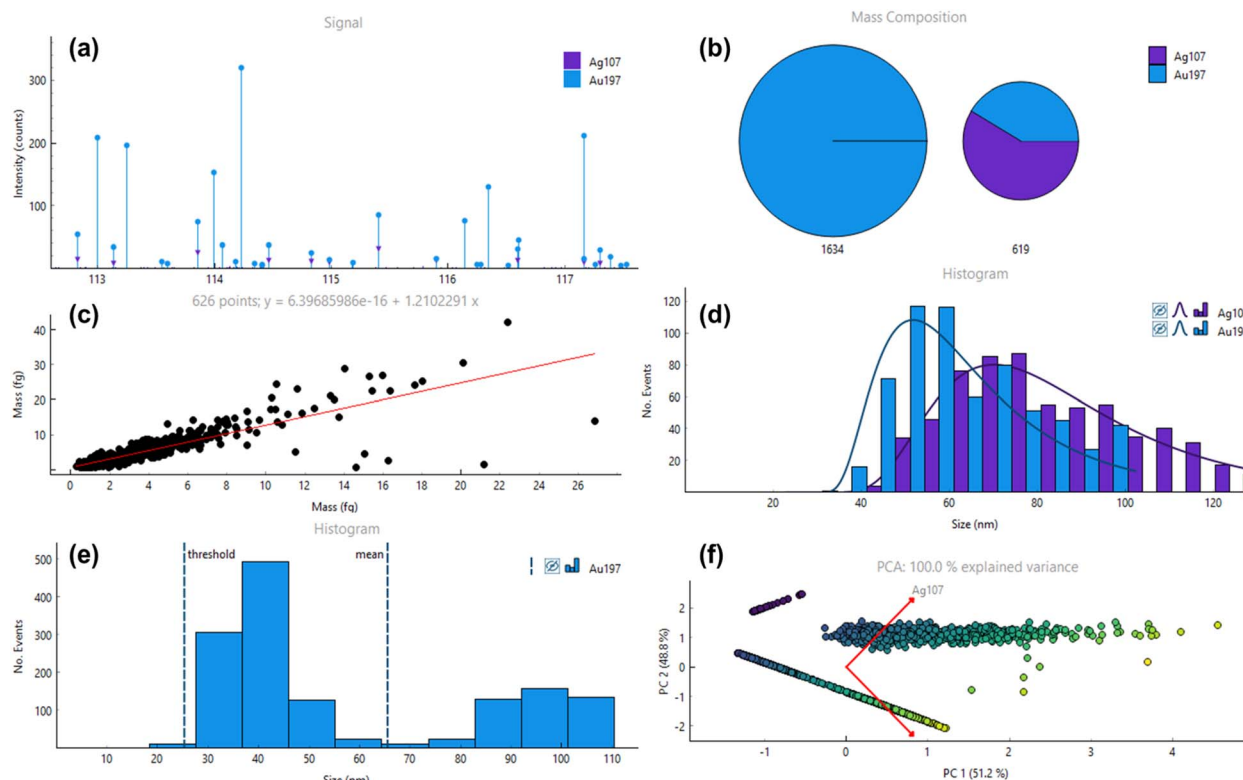 (a)
Signal
Ag107
Au197
Intensity (counts)
300
200
100
113
114
115
116
117
(b)
Mass Composition
Ag107
Au197
1634
619
(c)
626 points; y = 6.39685986e-16 + 1.2102291 x
Mass (fg)
40
30
20
10
0
2
4
6
8
10
12
14
16
18
20
22
24
26
Mass (fg)
(d)
Histogram
Ag10
Au19
No. Events
120
100
80
60
40
20
20
40
60
80
100
120
Size (nm)
(e)
Histogram
threshold
mean
Au197
No. Events
500
400
300
200
100
10
20
30
40
50
60
70
80
90
100
110
Size (nm)
(f)
PCA: 100.0 % explained variance
Ag107
PC 2 (48.8 %)
2
1
0
-1
-2
-1
0
1
2
3
4
PC 1 (51.2 %)